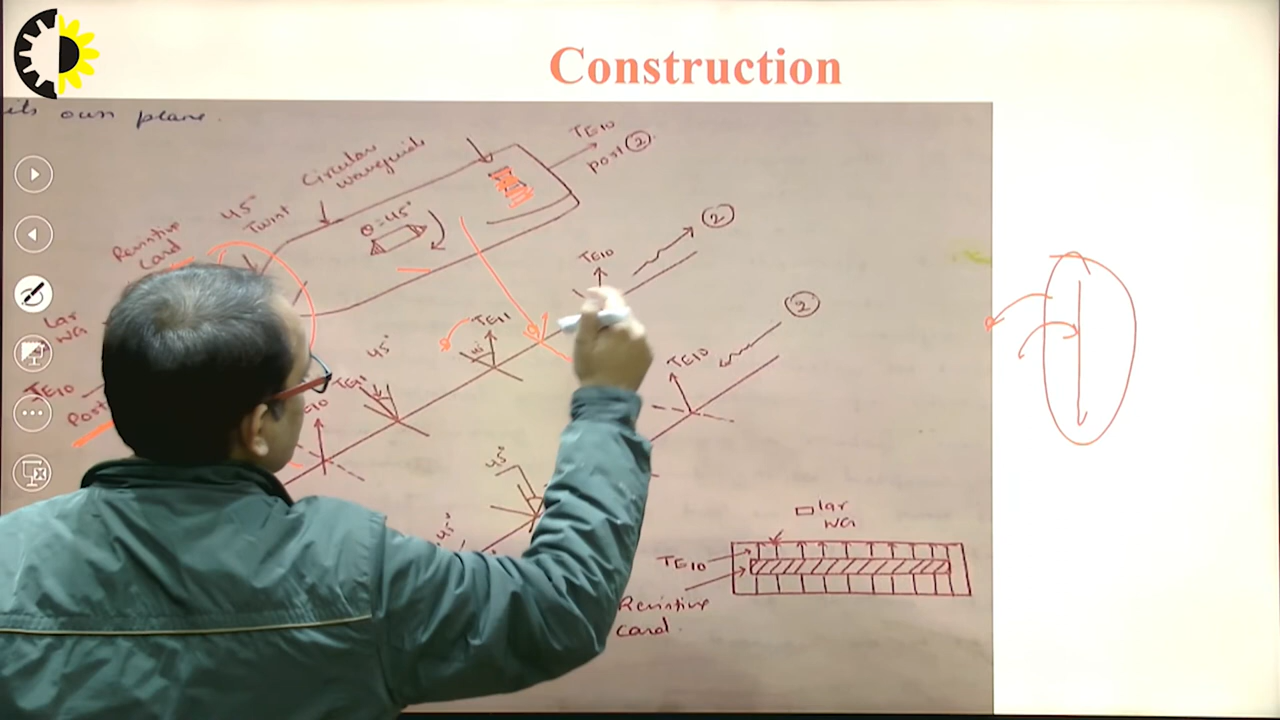 Construction
its own plane.
TE10
Port ②
Circular
waveguide
45°
Twist
Resistive
Card
θ=45°
②
TE10
TE11
45°
②
TE10
TE10
Port
45°
45°
▭lar
WG
TE10
Resistive
Card.